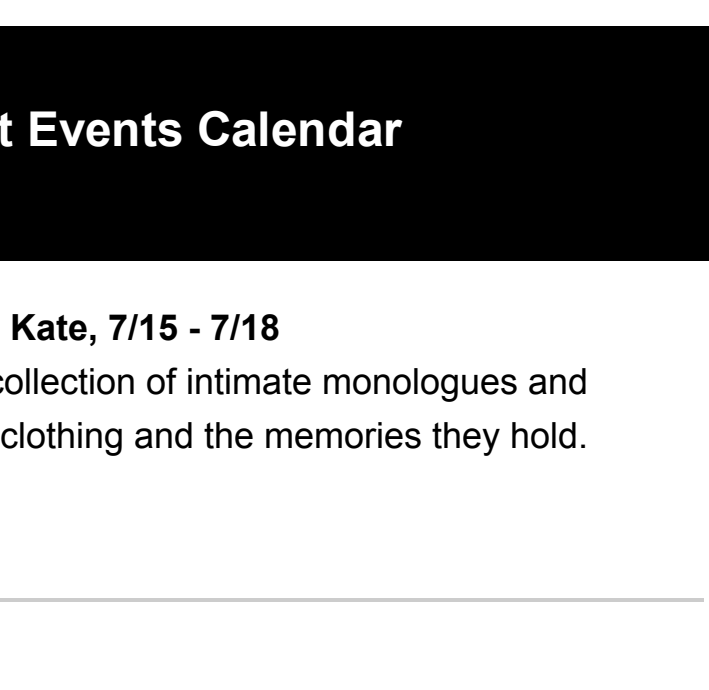 t Events Calendar
Kate, 7/15 - 7/18
collection of intimate monologues and
clothing and the memories they hold.